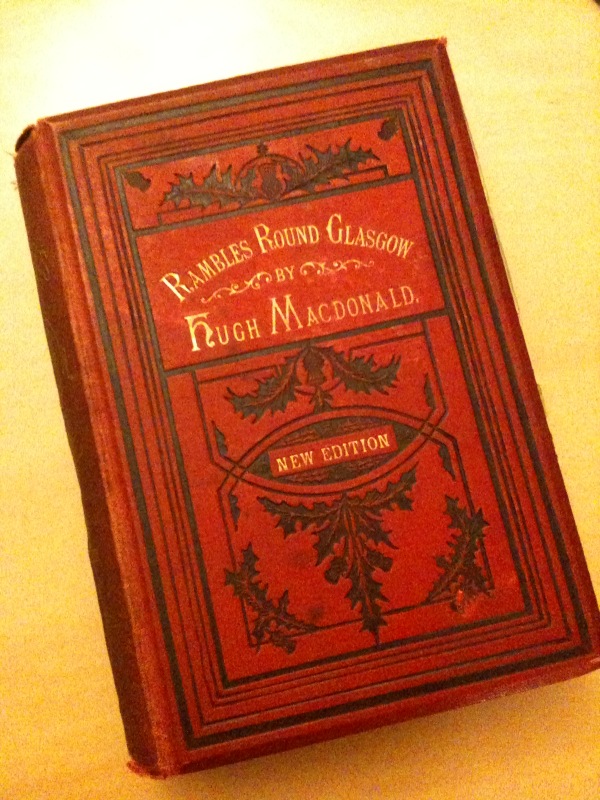 RAMBLES ROUND GLASGOW
BY
HUGH MACDONALD.
NEW EDITION